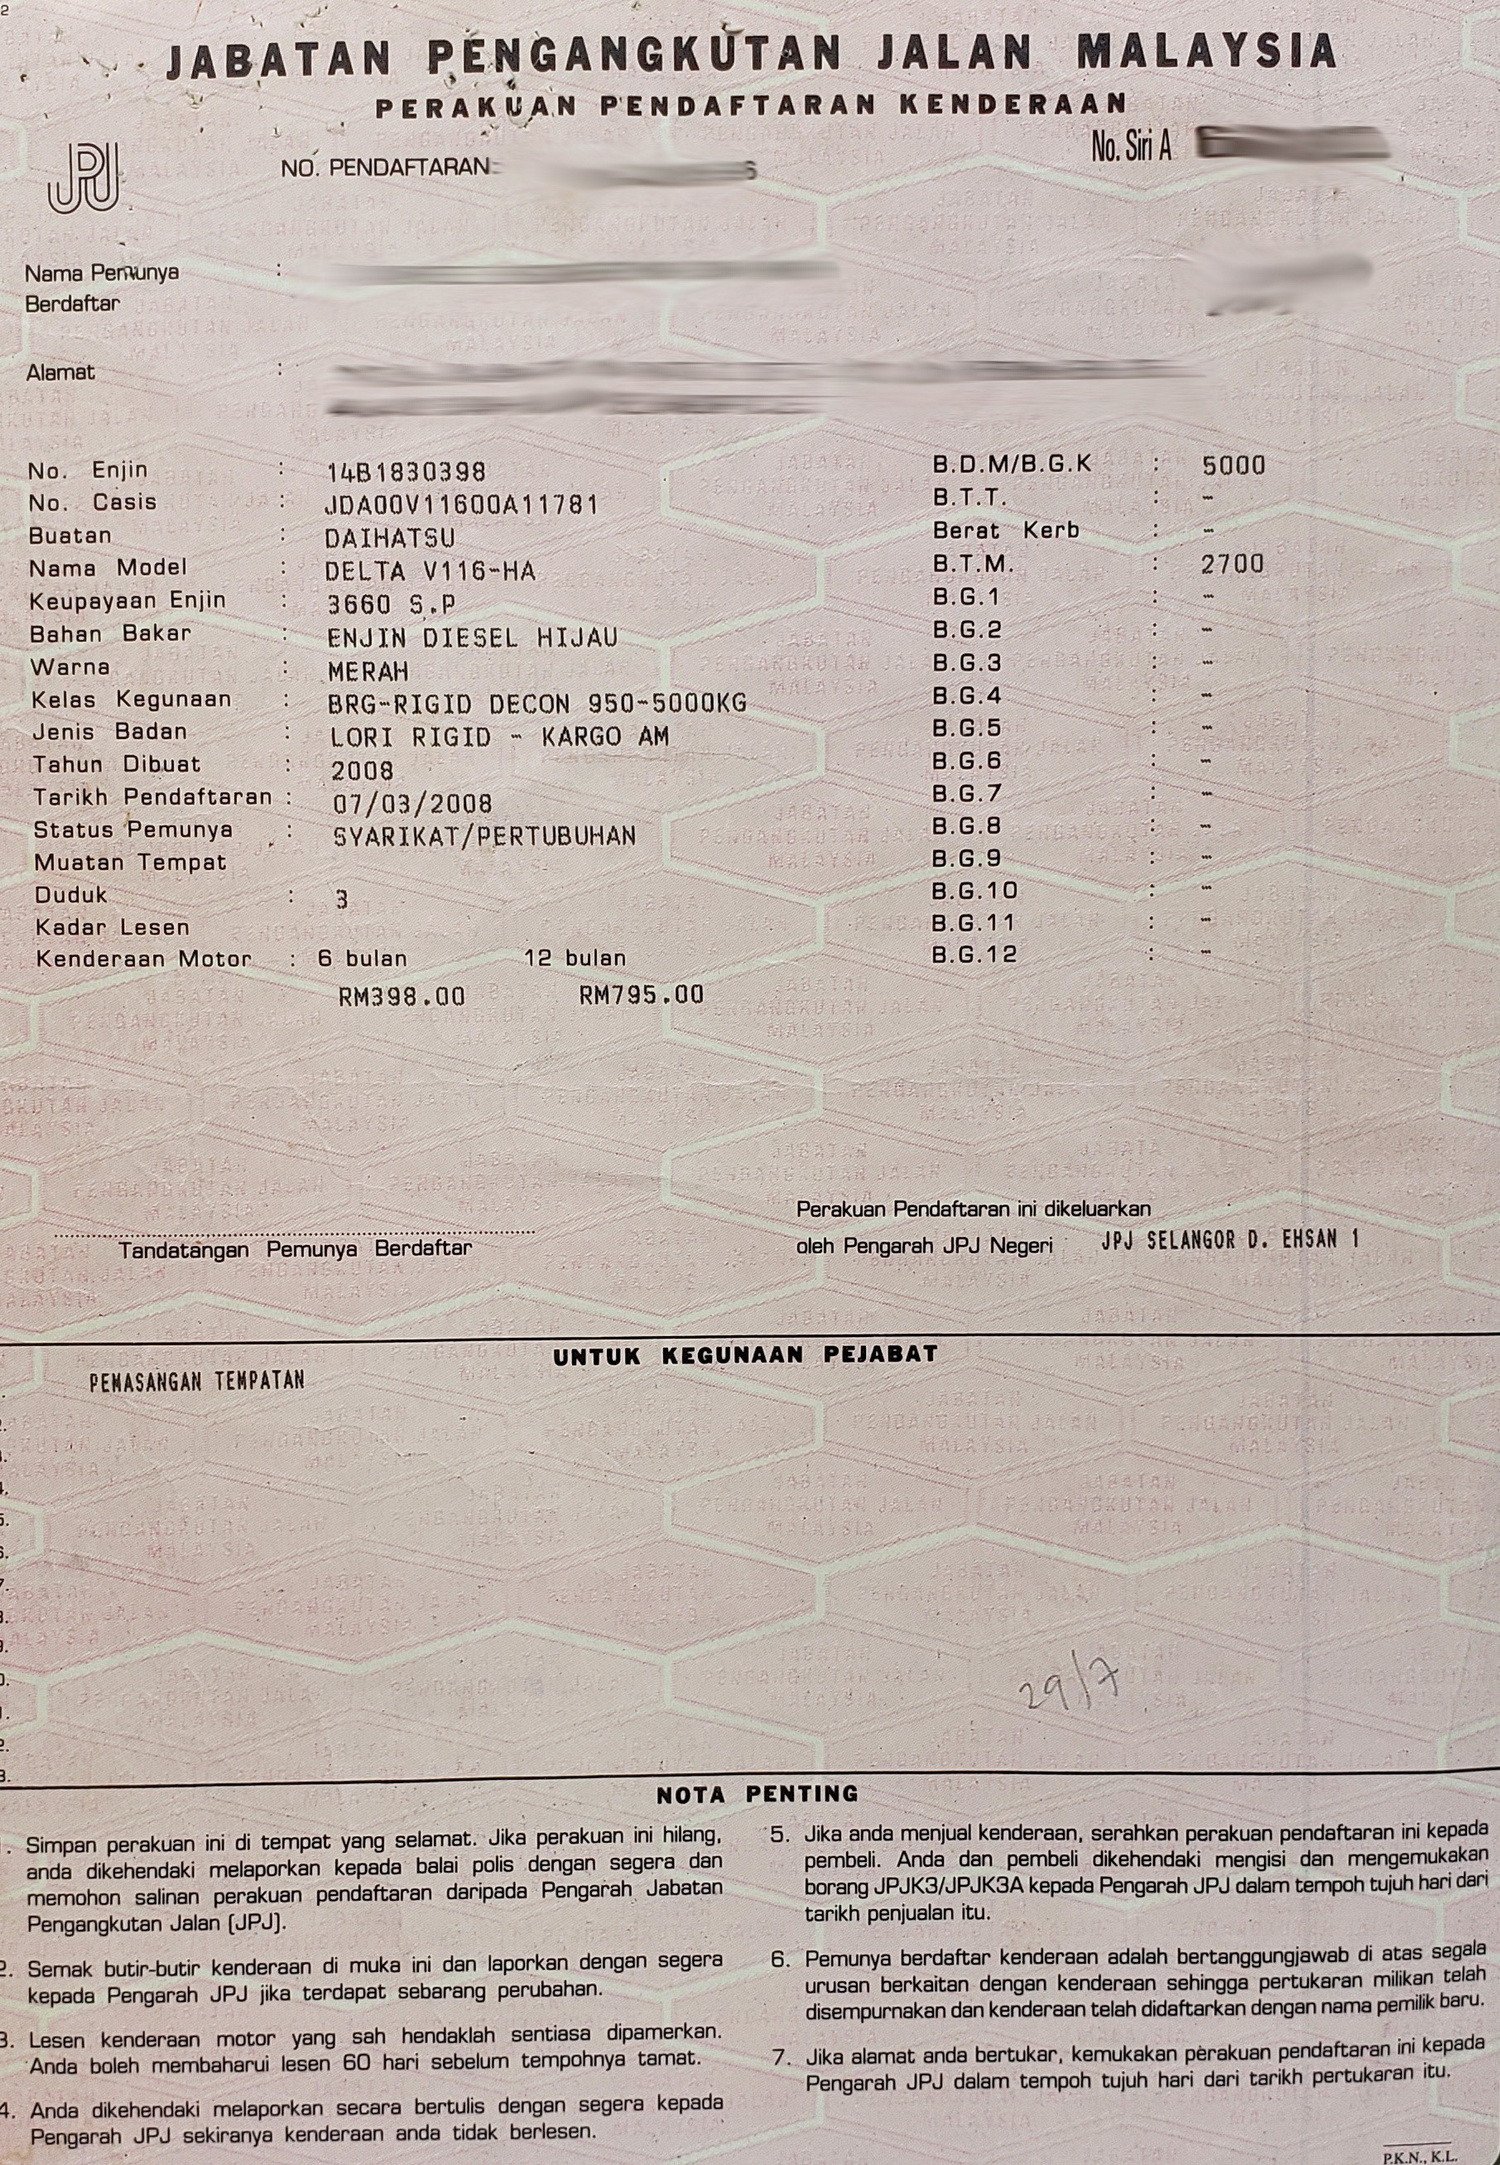 2
JABATAN PENGANGKUTAN JALAN MALAYSIA
PERAKUAN PENDAFTARAN KENDERAAN
No. Siri A
JPJ
NO. PENDAFTARAN
Nama Pemunya :
Berdaftar
Alamat :
No. Enjin : 14B1830398
No. Casis : JDA00V11600A11781
Buatan : DAIHATSU
Nama Model : DELTA V116-HA
Keupayaan Enjin : 3660 S.P
Bahan Bakar : ENJIN DIESEL HIJAU
Warna : MERAH
Kelas Kegunaan : BRG-RIGID DECON 950-5000KG
Jenis Badan : LORI RIGID - KARGO AM
Tahun Dibuat : 2008
Tarikh Pendaftaran : 07/03/2008
Status Pemunya : SYARIKAT/PERTUBUHAN
Muatan Tempat
Duduk : 3
Kadar Lesen
Kenderaan Motor : 6 bulan 12 bulan
RM398.00 RM795.00
B.D.M/B.G.K : 5000
B.T.T. : -
Berat Kerb : -
B.T.M. : 2700
B.G.1 : -
B.G.2 : -
B.G.3 : -
B.G.4 : -
B.G.5 : -
B.G.6 : -
B.G.7 : -
B.G.8 : -
B.G.9 : -
B.G.10 : -
B.G.11 : -
B.G.12 : -
Tandatangan Pemunya Berdaftar
Perakuan Pendaftaran ini dikeluarkan
oleh Pengarah JPJ Negeri JPJ SELANGOR D. EHSAN 1
UNTUK KEGUNAAN PEJABAT
PEMASANGAN TEMPATAN
29/7
NOTA PENTING
1. Simpan perakuan ini di tempat yang selamat. Jika perakuan ini hilang,
anda dikehendaki melaporkan kepada balai polis dengan segera dan
memohon salinan perakuan pendaftaran daripada Pengarah Jabatan
Pengangkutan Jalan (JPJ).
2. Semak butir-butir kenderaan di muka ini dan laporkan dengan segera
kepada Pengarah JPJ jika terdapat sebarang perubahan.
3. Lesen kenderaan motor yang sah hendaklah sentiasa dipamerkan.
Anda boleh membaharui lesen 60 hari sebelum tempohnya tamat.
4. Anda dikehendaki melaporkan secara bertulis dengan segera kepada
Pengarah JPJ sekiranya kenderaan anda tidak berlesen.
5. Jika anda menjual kenderaan, serahkan perakuan pendaftaran ini kepada
pembeli. Anda dan pembeli dikehendaki mengisi dan mengemukakan
borang JPJK3/JPJK3A kepada Pengarah JPJ dalam tempoh tujuh hari dari
tarikh penjualan itu.
6. Pemunya berdaftar kenderaan adalah bertanggungjawab di atas segala
urusan berkaitan dengan kenderaan sehingga pertukaran milikan telah
disempurnakan dan kenderaan telah didaftarkan dengan nama pemilik baru.
7. Jika alamat anda bertukar, kemukakan perakuan pendaftaran ini kepada
Pengarah JPJ dalam tempoh tujuh hari dari tarikh pertukaran itu.
P.K.N., K.L.